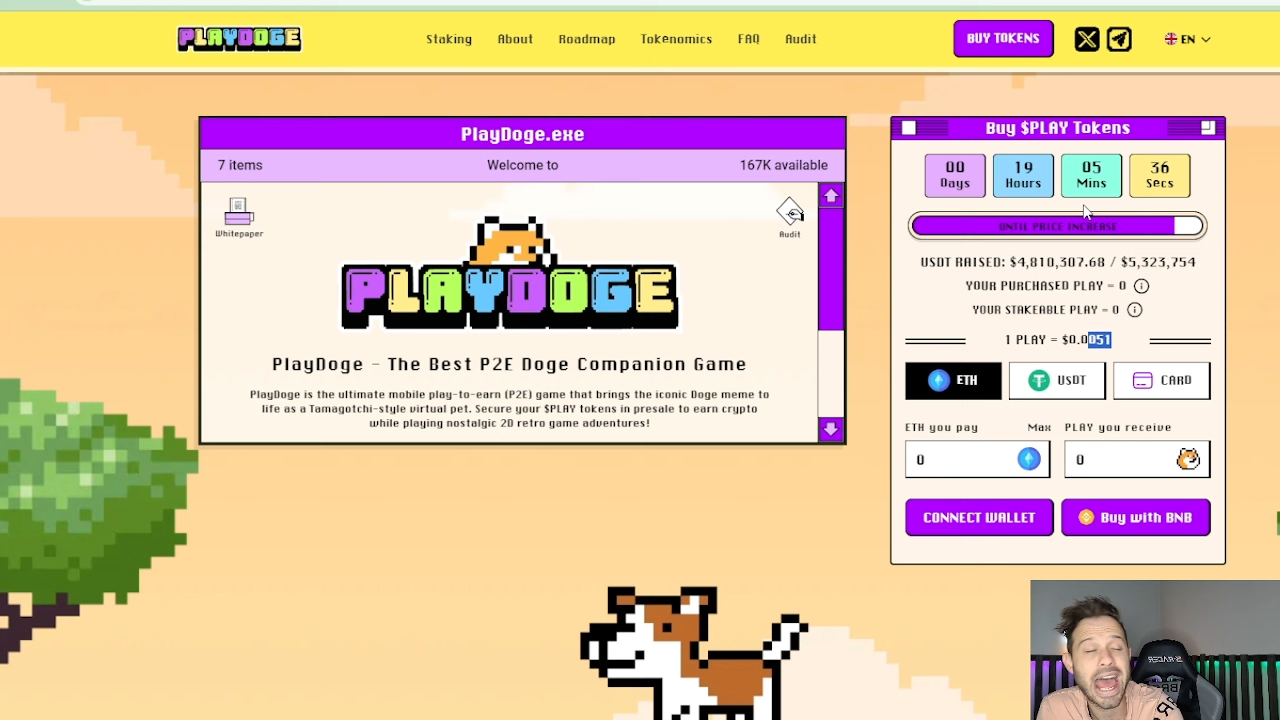 PLAYDOGE
Staking About Roadmap Tokenomics FAQ Audit
BUY TOKENS
EN
PlayDoge.exe
7 items Welcome to 167K available
Whitepaper
Audit
PLAYDOGE
PlayDoge - The Best P2E Doge Companion Game
PlayDoge is the ultimate mobile play-to-earn (P2E) game that brings the iconic Doge meme to
life as a Tamagotchi-style virtual pet. Secure your $PLAY tokens in presale to earn crypto
while playing nostalgic 2D retro game adventures!
Buy $PLAY Tokens
00 19 05 36
Days Hours Mins Secs
UNTIL PRICE INCREASE
USDT RAISED: $4,810,307.68 / $5,323,754
YOUR PURCHASED PLAY = 0
YOUR STAKEABLE PLAY = 0
1 PLAY = $0.0051
ETH USDT CARD
ETH you pay Max PLAY you receive
0 0
CONNECT WALLET Buy with BNB